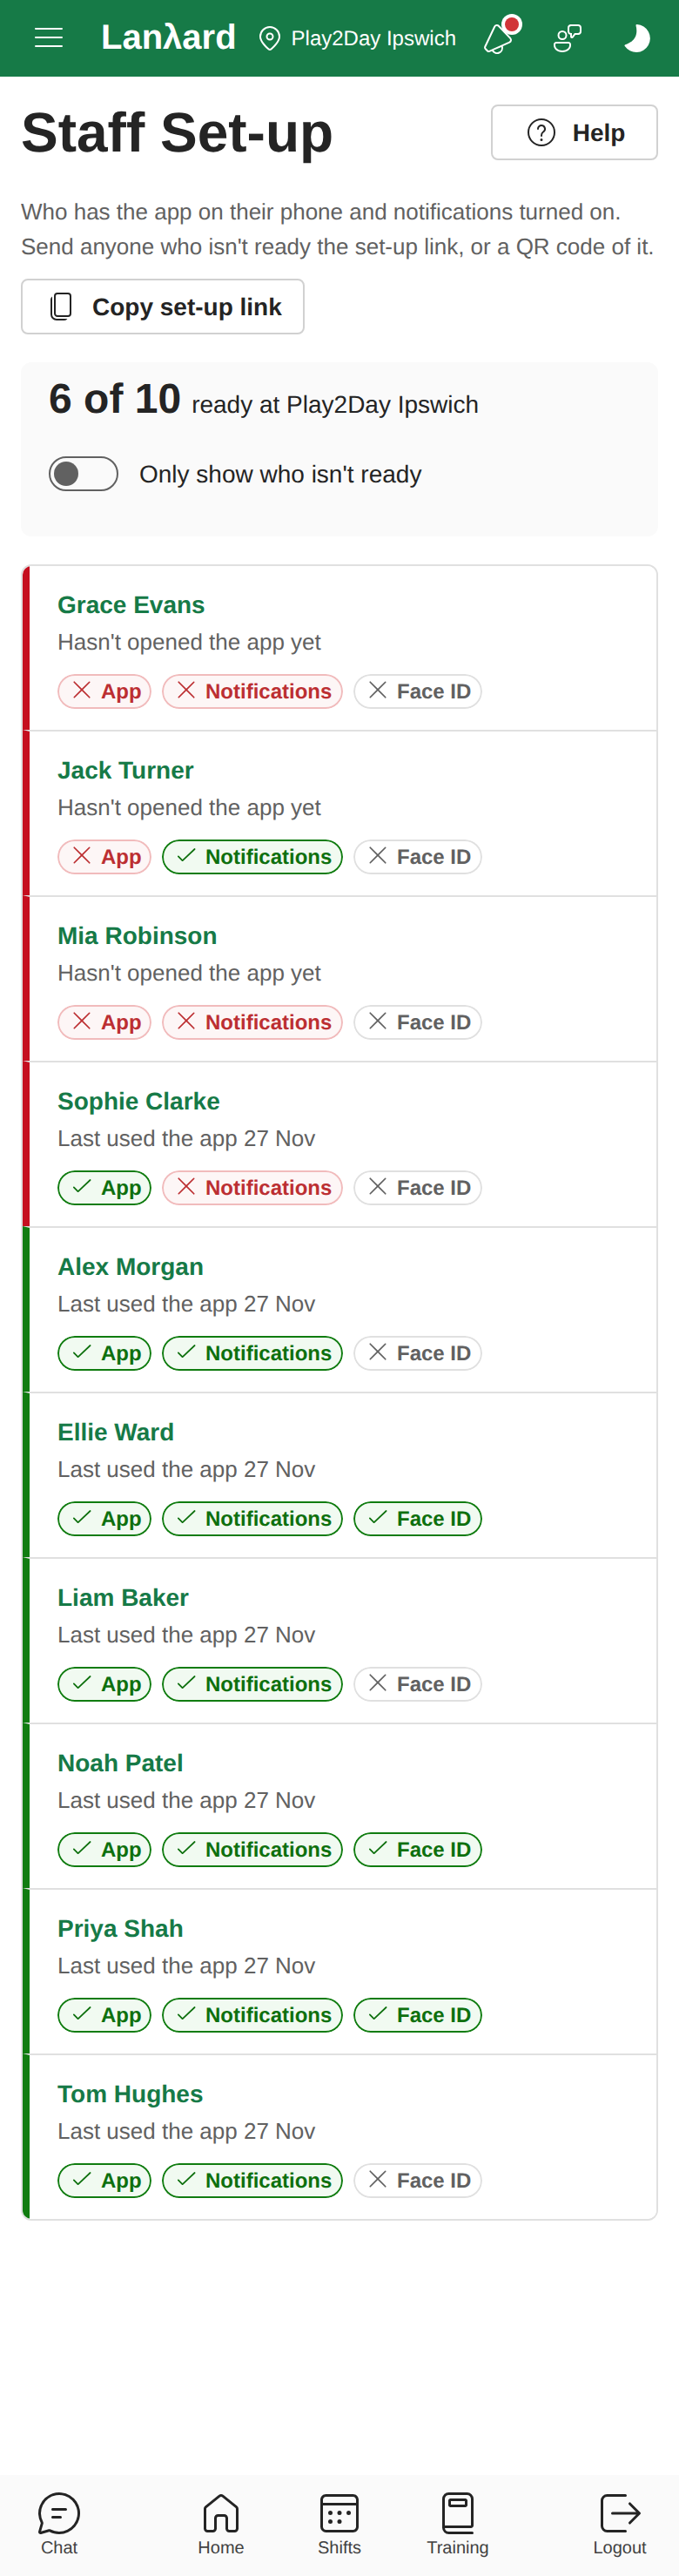 Lanλard
Play2Day Ipswich
Staff Set-up
Help
Who has the app on their phone and notifications turned on.
Send anyone who isn't ready the set-up link, or a QR code of it.
Copy set-up link
6 of 10 ready at Play2Day Ipswich
Only show who isn't ready
Grace Evans
Hasn't opened the app yet
App Notifications Face ID
Jack Turner
Hasn't opened the app yet
App Notifications Face ID
Mia Robinson
Hasn't opened the app yet
App Notifications Face ID
Sophie Clarke
Last used the app 27 Nov
App Notifications Face ID
Alex Morgan
Last used the app 27 Nov
App Notifications Face ID
Ellie Ward
Last used the app 27 Nov
App Notifications Face ID
Liam Baker
Last used the app 27 Nov
App Notifications Face ID
Noah Patel
Last used the app 27 Nov
App Notifications Face ID
Priya Shah
Last used the app 27 Nov
App Notifications Face ID
Tom Hughes
Last used the app 27 Nov
App Notifications Face ID
Chat Home Shifts Training Logout